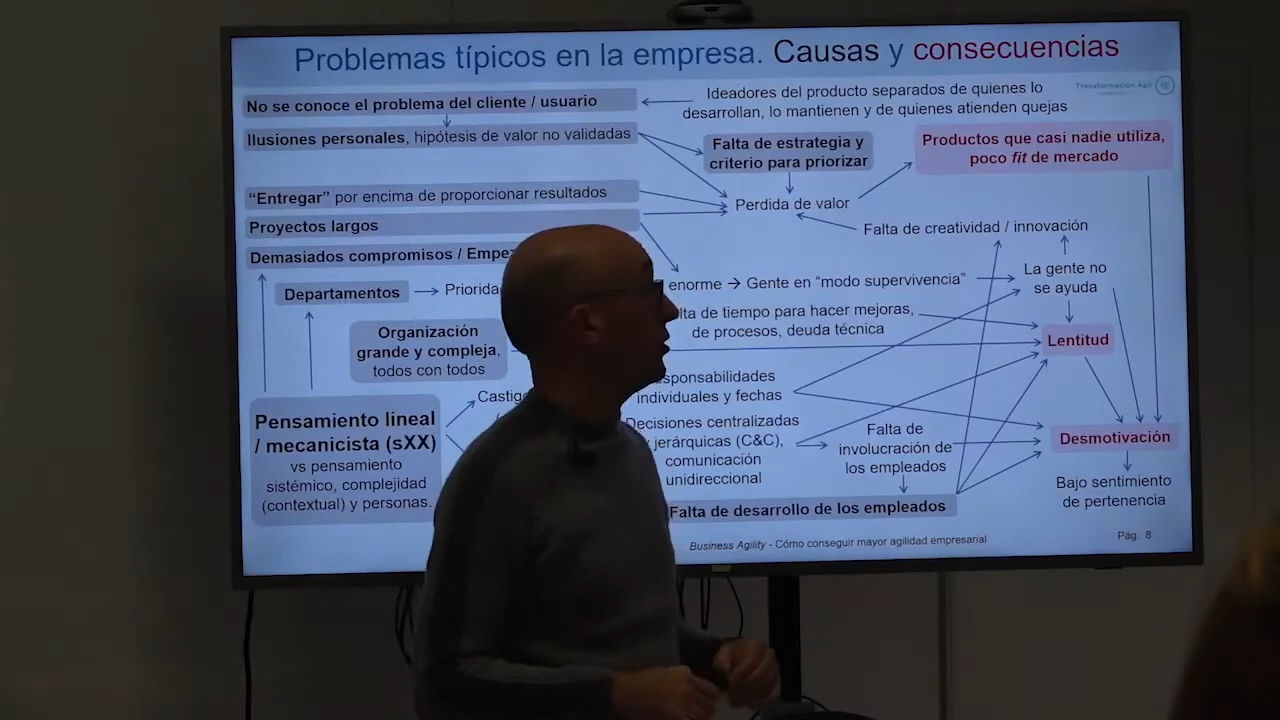 Problemas típicos en la empresa. Causas y consecuencias
Transformación Ágil
No se conoce el problema del cliente / usuario
Ideadores del producto separados de quienes lo
desarrollan, lo mantienen y de quienes atienden quejas
Ilusiones personales, hipótesis de valor no validadas
Falta de estrategia y
criterio para priorizar
Productos que casi nadie utiliza,
poco fit de mercado
“Entregar” por encima de proporcionar resultados
Perdida de valor
Proyectos largos
Falta de creatividad / innovación
Demasiados compromisos /
Departamentos
enorme → Gente en “modo supervivencia”
La gente no
se ayuda
de tiempo para hacer mejoras,
de procesos, deuda técnica
Organización
grande y compleja,
todos con todos
Lentitud
individuales y fechas
Pensamiento lineal
/ mecanicista (sXX)
vs pensamiento
sistémico, complejidad
(contextual) y personas.
Decisiones centralizadas
y jerárquicas (C&C),
comunicación
unidireccional
Falta de
involucración de
los empleados
Desmotivación
Bajo sentimiento
de pertenencia
Falta de desarrollo de los empleados
Business Agility - Cómo conseguir mayor agilidad empresarial
Pág. 8